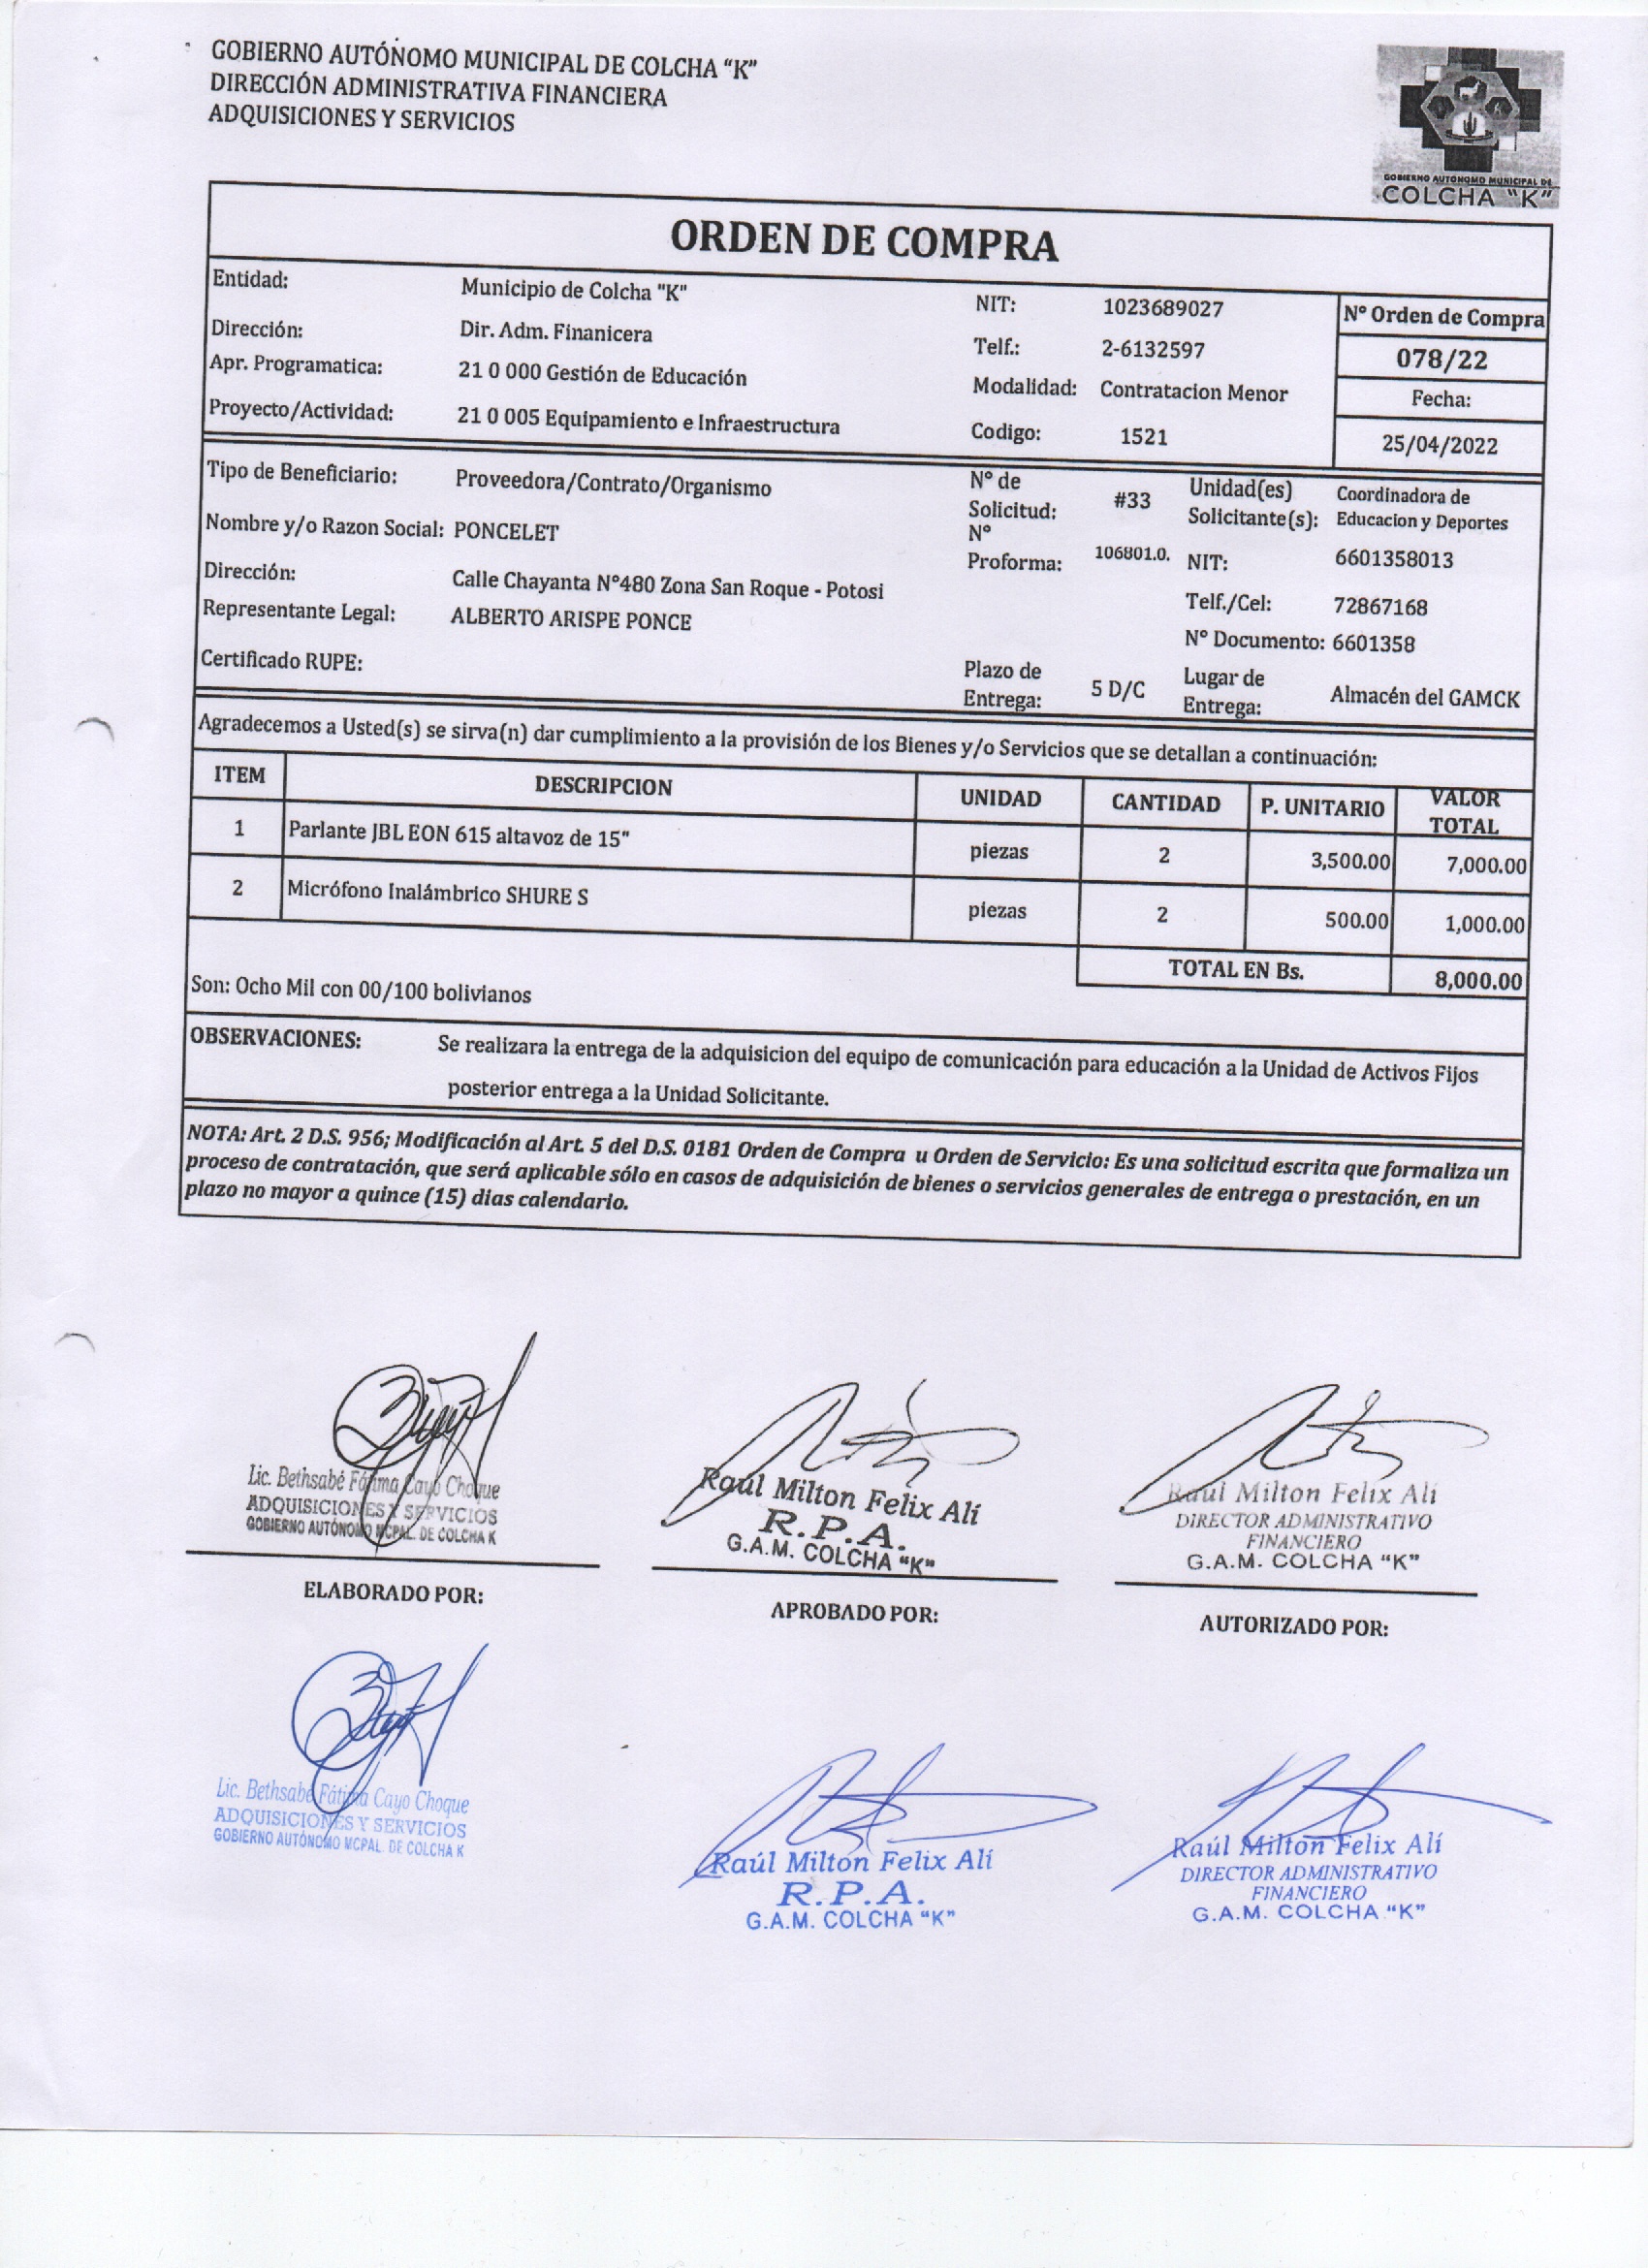 GOBIERNO AUTÓNOMO MUNICIPAL DE COLCHA "K"
DIRECCIÓN ADMINISTRATIVA FINANCIERA
ADQUISICIONES Y SERVICIOS
GOBIERNO AUTÓNOMO MUNICIPAL DE
COLCHA "K"
ORDEN DE COMPRA
Entidad: Municipio de Colcha "K" NIT: 1023689027 N° Orden de Compra
Dirección: Dir. Adm. Finanicera Telf.: 2-6132597 078/22
Apr. Programatica: 21 0 000 Gestión de Educación Modalidad: Contratacion Menor Fecha:
Proyecto/Actividad: 21 0 005 Equipamiento e Infraestructura Codigo: 1521 25/04/2022
Tipo de Beneficiario: Proveedora/Contrato/Organismo N° de Solicitud: #33 Unidad(es) Solicitante(s): Coordinadora de Educacion y Deportes
Nombre y/o Razon Social: PONCELET N° Proforma: 106801.0. NIT: 6601358013
Dirección: Calle Chayanta N°480 Zona San Roque - Potosi Telf./Cel: 72867168
Representante Legal: ALBERTO ARISPE PONCE N° Documento: 6601358
Certificado RUPE: Plazo de Entrega: 5 D/C Lugar de Entrega: Almacén del GAMCK
Agradecemos a Usted(s) se sirva(n) dar cumplimiento a la provisión de los Bienes y/o Servicios que se detallan a continuación:
ITEM DESCRIPCION UNIDAD CANTIDAD P. UNITARIO VALOR TOTAL
1 Parlante JBL EON 615 altavoz de 15" piezas 2 3,500.00 7,000.00
2 Micrófono Inalámbrico SHURE S piezas 2 500.00 1,000.00
TOTAL EN Bs. 8,000.00
Son: Ocho Mil con 00/100 bolivianos
OBSERVACIONES: Se realizara la entrega de la adquisicion del equipo de comunicación para educación a la Unidad de Activos Fijos
posterior entrega a la Unidad Solicitante.
NOTA: Art. 2 D.S. 956; Modificación al Art. 5 del D.S. 0181 Orden de Compra u Orden de Servicio: Es una solicitud escrita que formaliza un
proceso de contratación, que será aplicable sólo en casos de adquisición de bienes o servicios generales de entrega o prestación, en un
plazo no mayor a quince (15) dias calendario.
Lic. Bethsabé Fátima Cayo Choque
ADQUISICIONES Y SERVICIOS
GOBIERNO AUTÓNOMO MCPAL. DE COLCHA K
ELABORADO POR:
Raúl Milton Felix Alí
R.P.A.
G.A.M. COLCHA "K"
APROBADO POR:
Raúl Milton Felix Alí
DIRECTOR ADMINISTRATIVO
FINANCIERO
G.A.M. COLCHA "K"
AUTORIZADO POR:
Lic. Bethsabé Fátima Cayo Choque
ADQUISICIONES Y SERVICIOS
GOBIERNO AUTÓNOMO MCPAL. DE COLCHA K
Raúl Milton Felix Alí
R.P.A.
G.A.M. COLCHA "K"
Raúl Milton Felix Alí
DIRECTOR ADMINISTRATIVO
FINANCIERO
G.A.M. COLCHA "K"